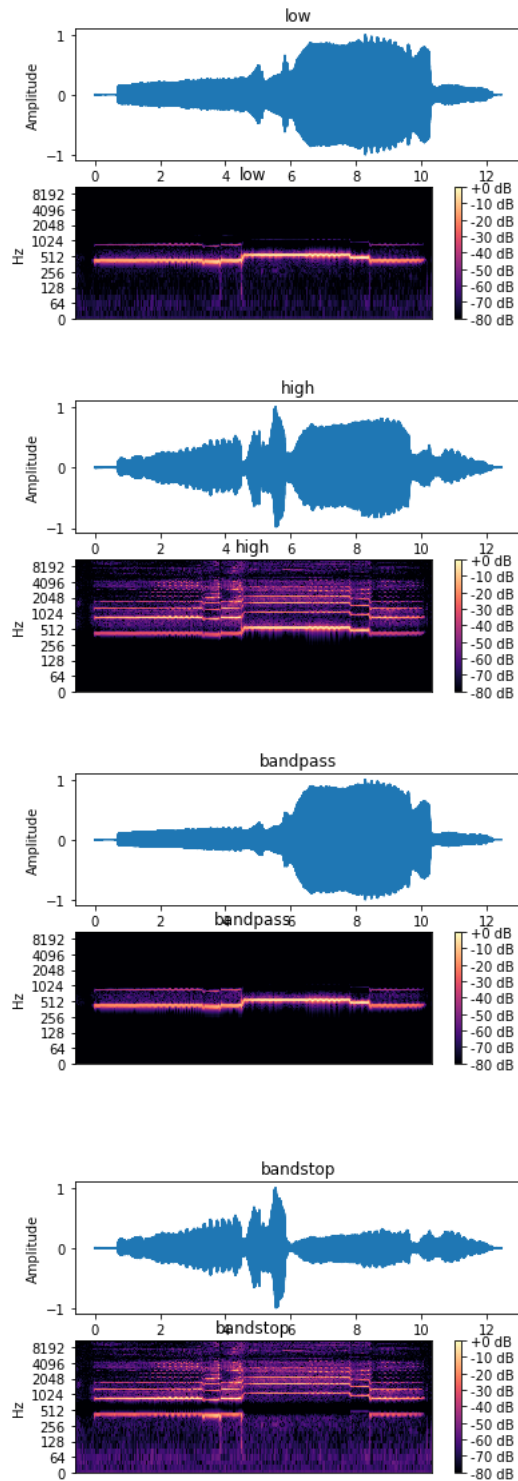 low
1
0
−1
Amplitude
0 2 4 6 8 10 12
low
8192
4096
2048
1024
512
256
128
64
0
Hz
+0 dB
-10 dB
-20 dB
-30 dB
-40 dB
-50 dB
-60 dB
-70 dB
-80 dB
high
1
0
−1
Amplitude
0 2 4 6 8 10 12
high
8192
4096
2048
1024
512
256
128
64
0
Hz
+0 dB
-10 dB
-20 dB
-30 dB
-40 dB
-50 dB
-60 dB
-70 dB
-80 dB
bandpass
1
0
−1
Amplitude
0 2 4 6 8 10 12
bandpass
8192
4096
2048
1024
512
256
128
64
0
Hz
+0 dB
-10 dB
-20 dB
-30 dB
-40 dB
-50 dB
-60 dB
-70 dB
-80 dB
bandstop
1
0
−1
Amplitude
0 2 4 6 8 10 12
bandstop
8192
4096
2048
1024
512
256
128
64
0
Hz
+0 dB
-10 dB
-20 dB
-30 dB
-40 dB
-50 dB
-60 dB
-70 dB
-80 dB